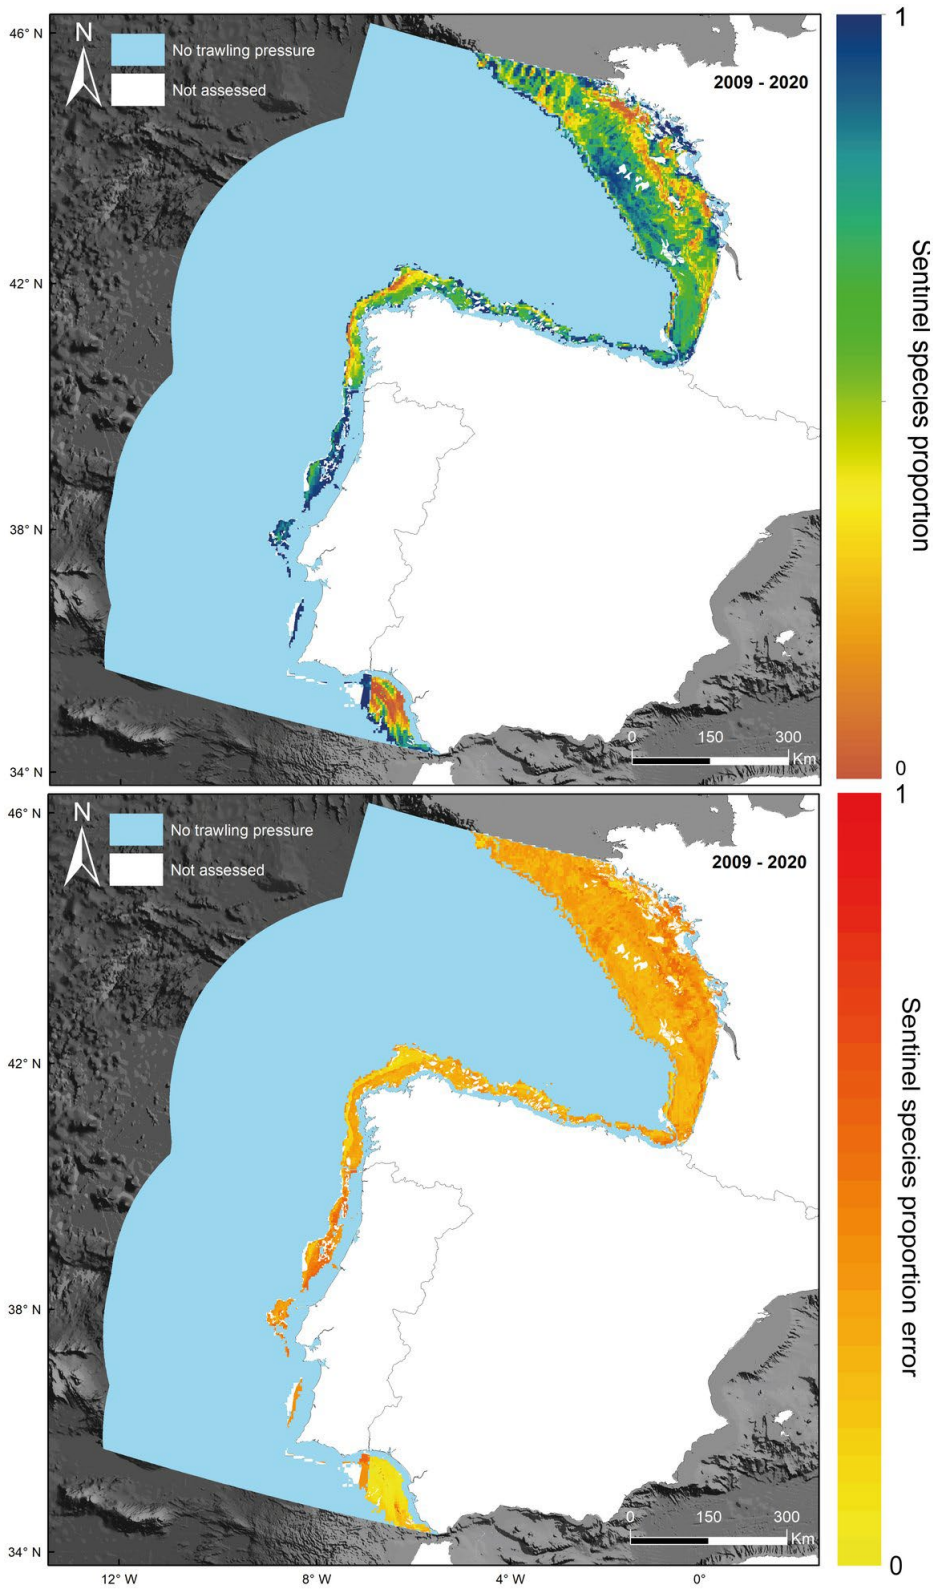 46° N
N
No trawling pressure
Not assessed
2009 - 2020
1
42° N
Sentinel species proportion
38° N
0 150 300
Km
0
34° N
46° N
N
No trawling pressure
Not assessed
2009 - 2020
1
42° N
Sentinel species proportion error
38° N
0 150 300
Km
0
34° N
12° W 8° W 4° W 0°